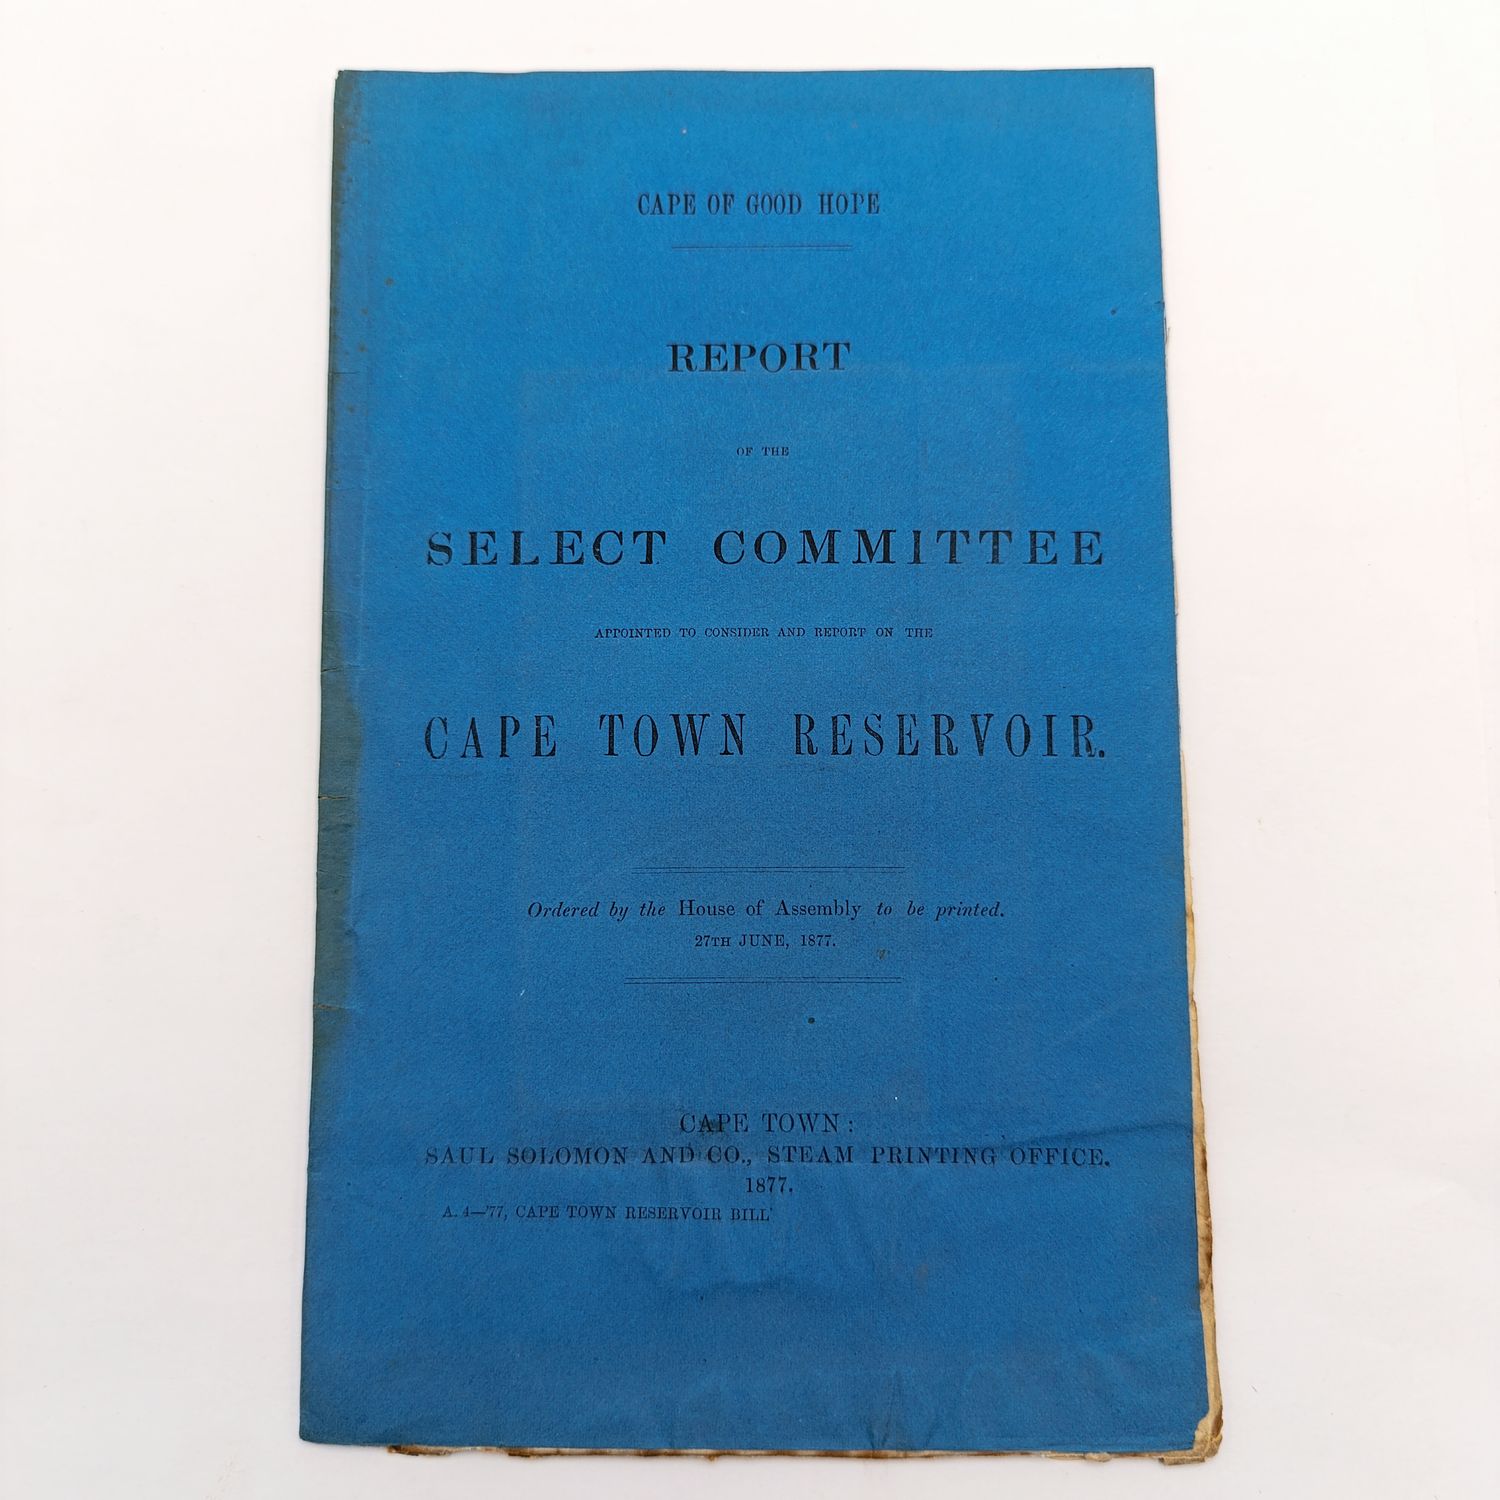 CAPE OF GOOD HOPE
REPORT
OF THE
SELECT COMMITTEE
APPOINTED TO CONSIDER AND REPORT ON THE
CAPE TOWN RESERVOIR.
Ordered by the House of Assembly to be printed.
27TH JUNE, 1877.
CAPE TOWN:
SAUL SOLOMON AND CO., STEAM PRINTING OFFICE.
1877.
A. 4—'77, CAPE TOWN RESERVOIR BILL